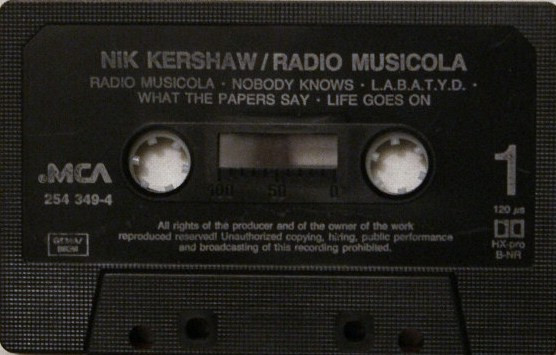 NIK KERSHAW / RADIO MUSICOLA
RADIO MUSICOLA · NOBODY KNOWS · L.A.B.A.T.Y.D. ·
WHAT THE PAPERS SAY · LIFE GOES ON
MCA
254 349-4
1
100 50 0
120 µs
HX-pro
B-NR
All rights of the producer and of the owner of the work
reproduced reserved! Unauthorized copying, hiring, public performance
and broadcasting of this recording prohibited.
GEMA/
BIEM